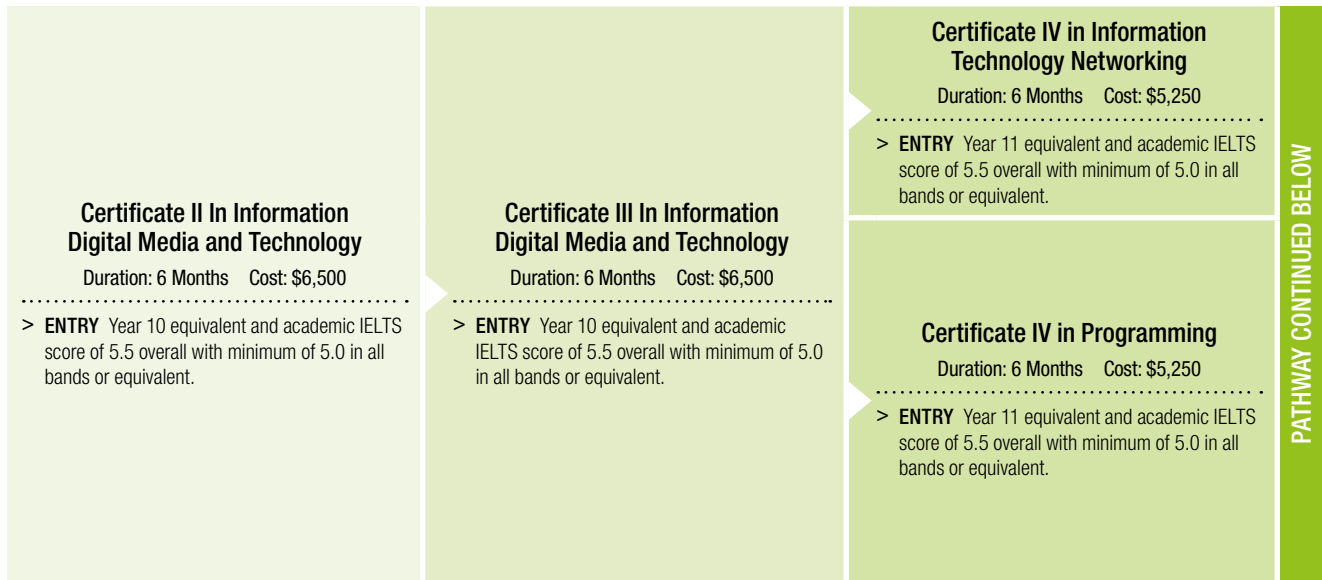 Certificate II In Information
Digital Media and Technology
Duration: 6 Months Cost: $6,500
> ENTRY Year 10 equivalent and academic IELTS
score of 5.5 overall with minimum of 5.0 in all
bands or equivalent.
Certificate III In Information
Digital Media and Technology
Duration: 6 Months Cost: $6,500
> ENTRY Year 10 equivalent and academic
IELTS score of 5.5 overall with minimum of 5.0
in all bands or equivalent.
Certificate IV in Information
Technology Networking
Duration: 6 Months Cost: $5,250
> ENTRY Year 11 equivalent and academic IELTS
score of 5.5 overall with minimum of 5.0 in all
bands or equivalent.
Certificate IV in Programming
Duration: 6 Months Cost: $5,250
> ENTRY Year 11 equivalent and academic IELTS
score of 5.5 overall with minimum of 5.0 in all
bands or equivalent.
PATHWAY CONTINUED BELOW